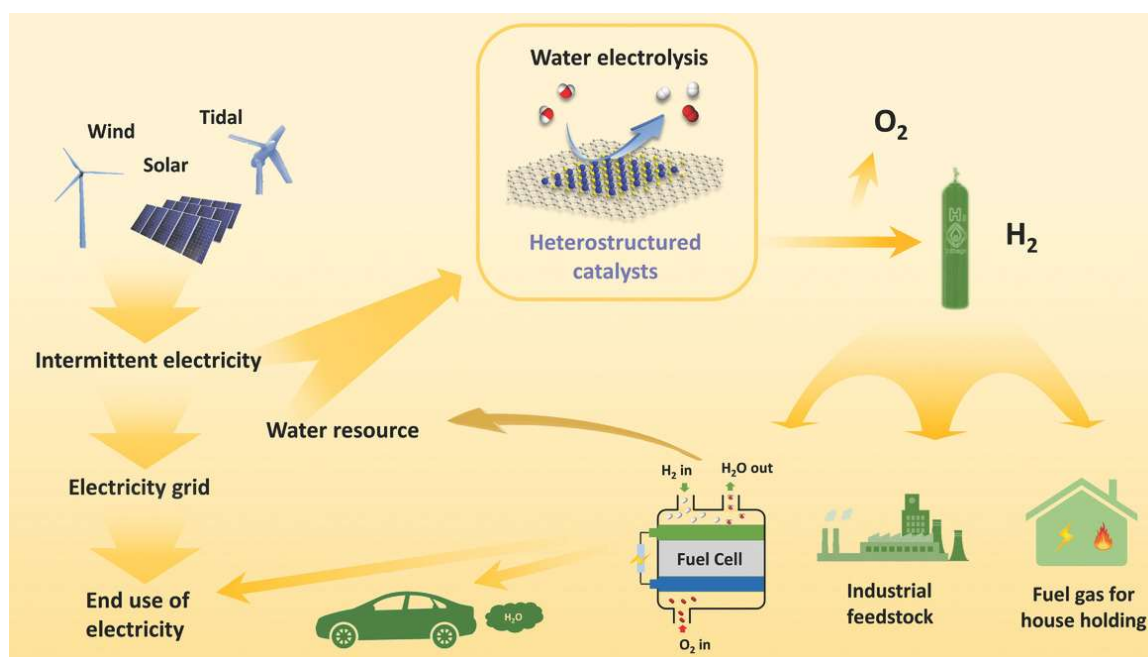 Water electrolysis
Wind
Tidal
Solar
Heterostructured
catalysts
O₂
H₂
H₂
Intermittent electricity
Water resource
Electricity grid
End use of
electricity
H₂O
H₂ in
H₂O out
Fuel Cell
O₂ in
Industrial
feedstock
Fuel gas for
house holding